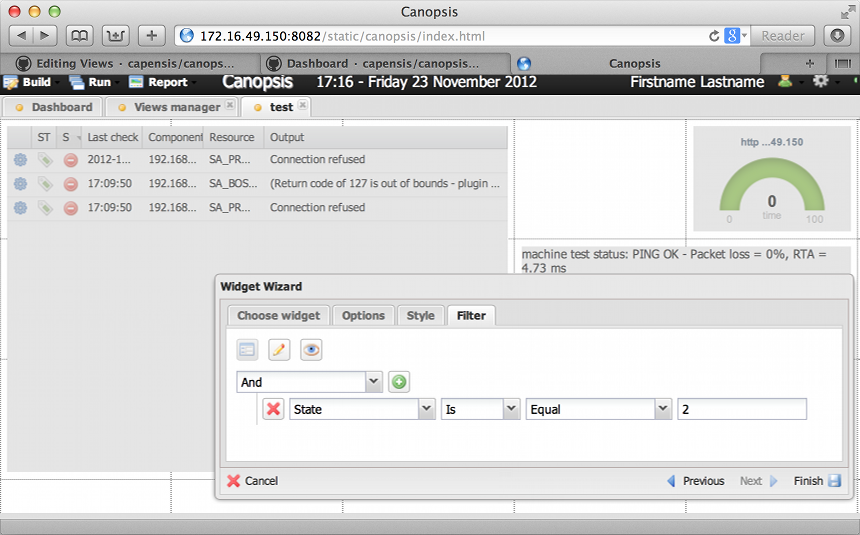 Canopsis
172.16.49.150:8082/static/canopsis/index.html
Reader
Editing Views · capensis/canops...
Dashboard · capensis/canopsis...
Canopsis
Build
Run
Report
Canopsis
17:16 - Friday 23 November 2012
Firstname Lastname
Dashboard
Views manager
test
ST
S
Last check
Component
Resource
Output
2012-1...
192.168...
SA_PR...
Connection refused
17:09:50
192.168...
SA_BOS...
(Return code of 127 is out of bounds - plugin ...
17:09:50
192.168...
SA_PR...
Connection refused
http ...49.150
0
time
0
100
machine test status: PING OK - Packet loss = 0%, RTA =
4.73 ms
Widget Wizard
Choose widget
Options
Style
Filter
And
State
Is
Equal
2
Cancel
Previous
Next
Finish